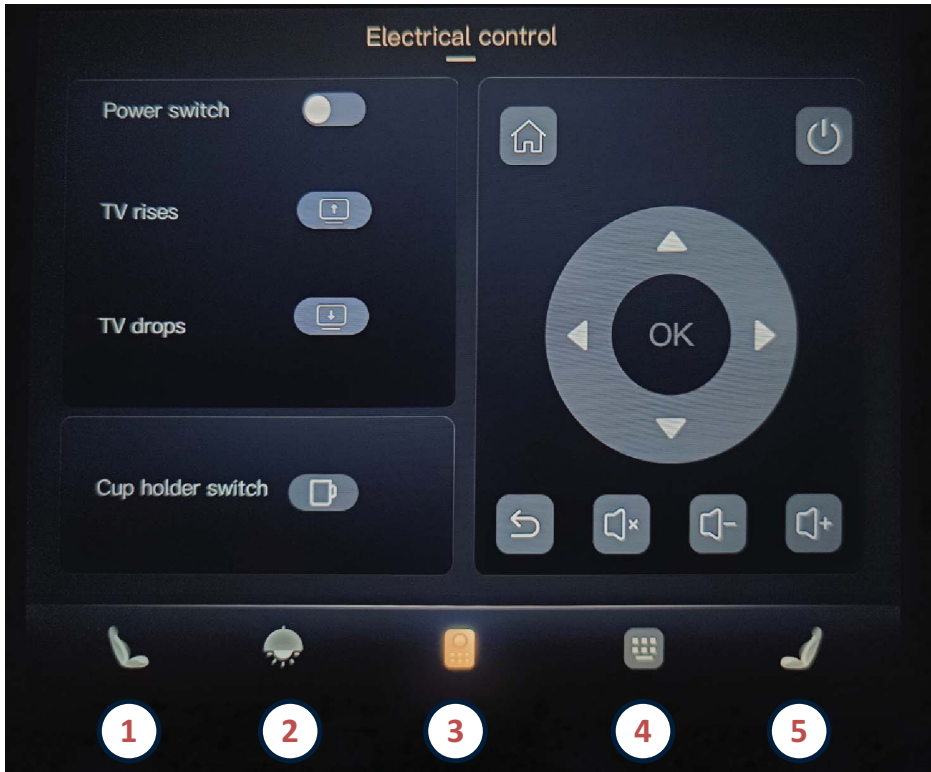 Electrical control
Power switch
TV rises
TV drops
Cup holder switch
OK
1
2
3
4
5